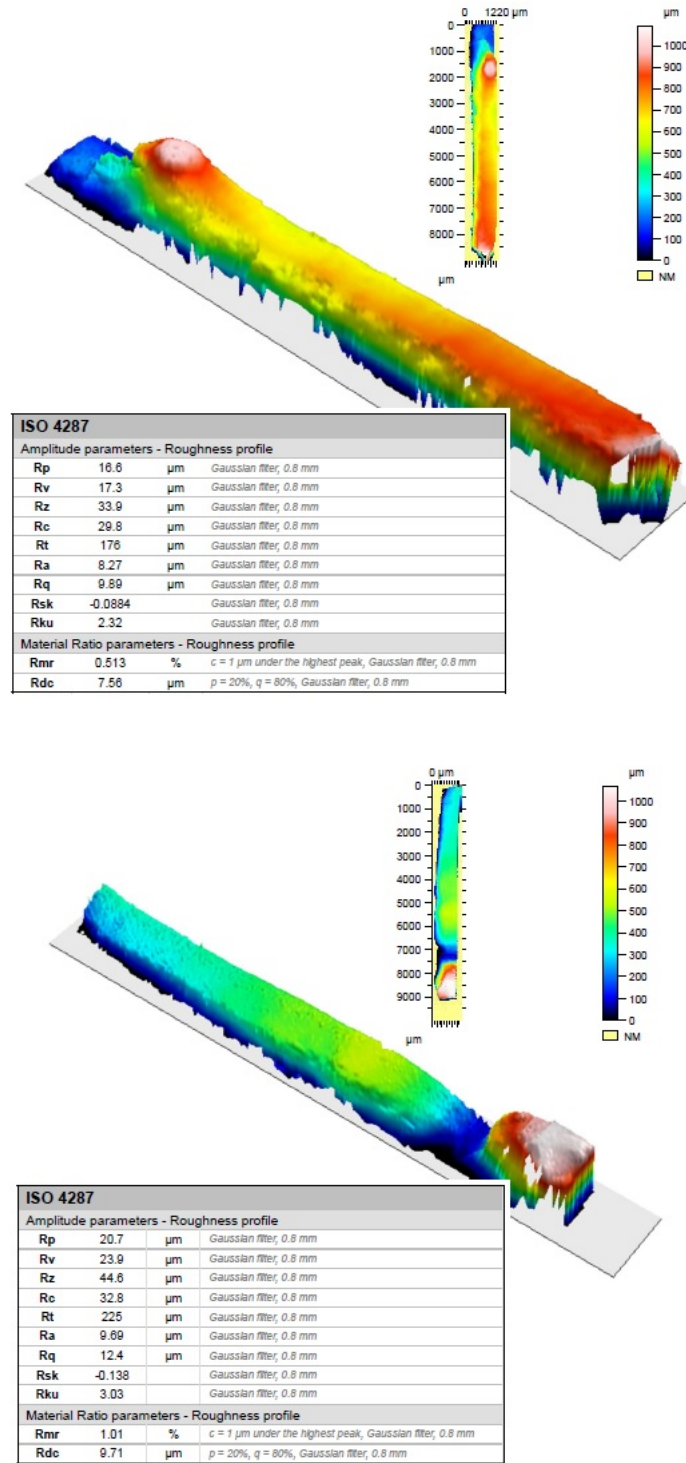 0 1220 µm
µm
0
1000
2000
3000
4000
5000
6000
7000
8000
µm
1000
900
800
700
600
500
400
300
200
100
0
NM
ISO 4287
Amplitude parameters - Roughness profile
Rp 16.6 µm Gaussian filter, 0.8 mm
Rv 17.3 µm Gaussian filter, 0.8 mm
Rz 33.9 µm Gaussian filter, 0.8 mm
Rc 29.8 µm Gaussian filter, 0.8 mm
Rt 176 µm Gaussian filter, 0.8 mm
Ra 8.27 µm Gaussian filter, 0.8 mm
Rq 9.89 µm Gaussian filter, 0.8 mm
Rsk -0.0884 Gaussian filter, 0.8 mm
Rku 2.32 Gaussian filter, 0.8 mm
Material Ratio parameters - Roughness profile
Rmr 0.513 % c = 1 µm under the highest peak, Gaussian filter, 0.8 mm
Rdc 7.56 µm p = 20%, q = 80%, Gaussian filter, 0.8 mm
0 µm
µm
0
1000
2000
3000
4000
5000
6000
7000
8000
9000
µm
1000
900
800
700
600
500
400
300
200
100
0
NM
ISO 4287
Amplitude parameters - Roughness profile
Rp 20.7 µm Gaussian filter, 0.8 mm
Rv 23.9 µm Gaussian filter, 0.8 mm
Rz 44.6 µm Gaussian filter, 0.8 mm
Rc 32.8 µm Gaussian filter, 0.8 mm
Rt 225 µm Gaussian filter, 0.8 mm
Ra 9.69 µm Gaussian filter, 0.8 mm
Rq 12.4 µm Gaussian filter, 0.8 mm
Rsk -0.138 Gaussian filter, 0.8 mm
Rku 3.03 Gaussian filter, 0.8 mm
Material Ratio parameters - Roughness profile
Rmr 1.01 % c = 1 µm under the highest peak, Gaussian filter, 0.8 mm
Rdc 9.71 µm p = 20%, q = 80%, Gaussian filter, 0.8 mm